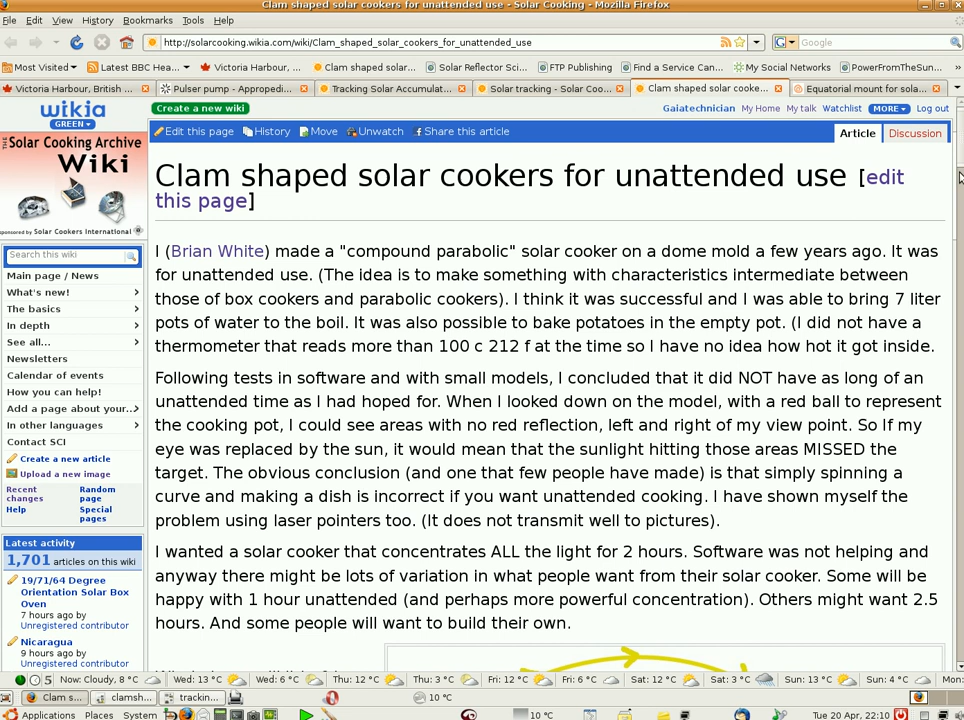 Clam shaped solar cookers for unattended use - Solar Cooking - Mozilla Firefox
File Edit View History Bookmarks Tools Help
http://solarcooking.wikia.com/wiki/Clam_shaped_solar_cookers_for_unattended_use
Google
Most Visited Latest BBC Hea... Victoria Harbour, ... Clam shaped solar... Solar Reflector Sci... FTP Publishing Find a Service Can... My Social Networks PowerFromTheSun... »
Victoria Harbour, British ... Pulser pump - Appropedi... Tracking Solar Accumulat... Solar tracking - Solar Coo... Clam shaped solar cooke... Equatorial mount for sola...
wikia
GREEN
Create a new wiki
Gaiatechnician My Home My talk Watchlist MORE Log out
Edit this page History Move Unwatch Share this article
Article Discussion
THE Solar Cooking Archive
Wiki
sponsored by Solar Cookers International
Search this wiki
Main page / News
What's new!
The basics
In depth
See all...
Newsletters
Calendar of events
How you can help!
Add a page about your...
In other languages
Contact SCI
Create a new article
Upload a new image
Recent changes
Random page
Help
Special pages
Latest activity
1,701 articles on this wiki
19/71/64 Degree
Orientation Solar Box
Oven
7 hours ago by
Unregistered contributor
Nicaragua
9 hours ago by
Unregistered contributor
Clam shaped solar cookers for unattended use [edit
this page]
I (Brian White) made a "compound parabolic" solar cooker on a dome mold a few years ago. It was
for unattended use. (The idea is to make something with characteristics intermediate between
those of box cookers and parabolic cookers). I think it was successful and I was able to bring 7 liter
pots of water to the boil. It was also possible to bake potatoes in the empty pot. (I did not have a
thermometer that reads more than 100 c 212 f at the time so I have no idea how hot it got inside.
Following tests in software and with small models, I concluded that it did NOT have as long of an
unattended time as I had hoped for. When I looked down on the model, with a red ball to represent
the cooking pot, I could see areas with no red reflection, left and right of my view point. So If my
eye was replaced by the sun, it would mean that the sunlight hitting those areas MISSED the
target. The obvious conclusion (and one that few people have made) is that simply spinning a
curve and making a dish is incorrect if you want unattended cooking. I have shown myself the
problem using laser pointers too. (It does not transmit well to pictures).
I wanted a solar cooker that concentrates ALL the light for 2 hours. Software was not helping and
anyway there might be lots of variation in what people want from their solar cooker. Some will be
happy with 1 hour unattended (and perhaps more powerful concentration). Others might want 2.5
hours. And some people will want to build their own.
5 Now: Cloudy, 8 °C Wed: 13 °C Wed: 6 °C Thu: 12 °C Thu: 3 °C Fri: 12 °C Fri: 6 °C Sat: 12 °C Sat: 3 °C Sun: 13 °C Sun: 4 °C Mon:
Clam s... clamsh... trackin... 10 °C
Applications Places System 10 °C Tue 20 Apr, 22:10